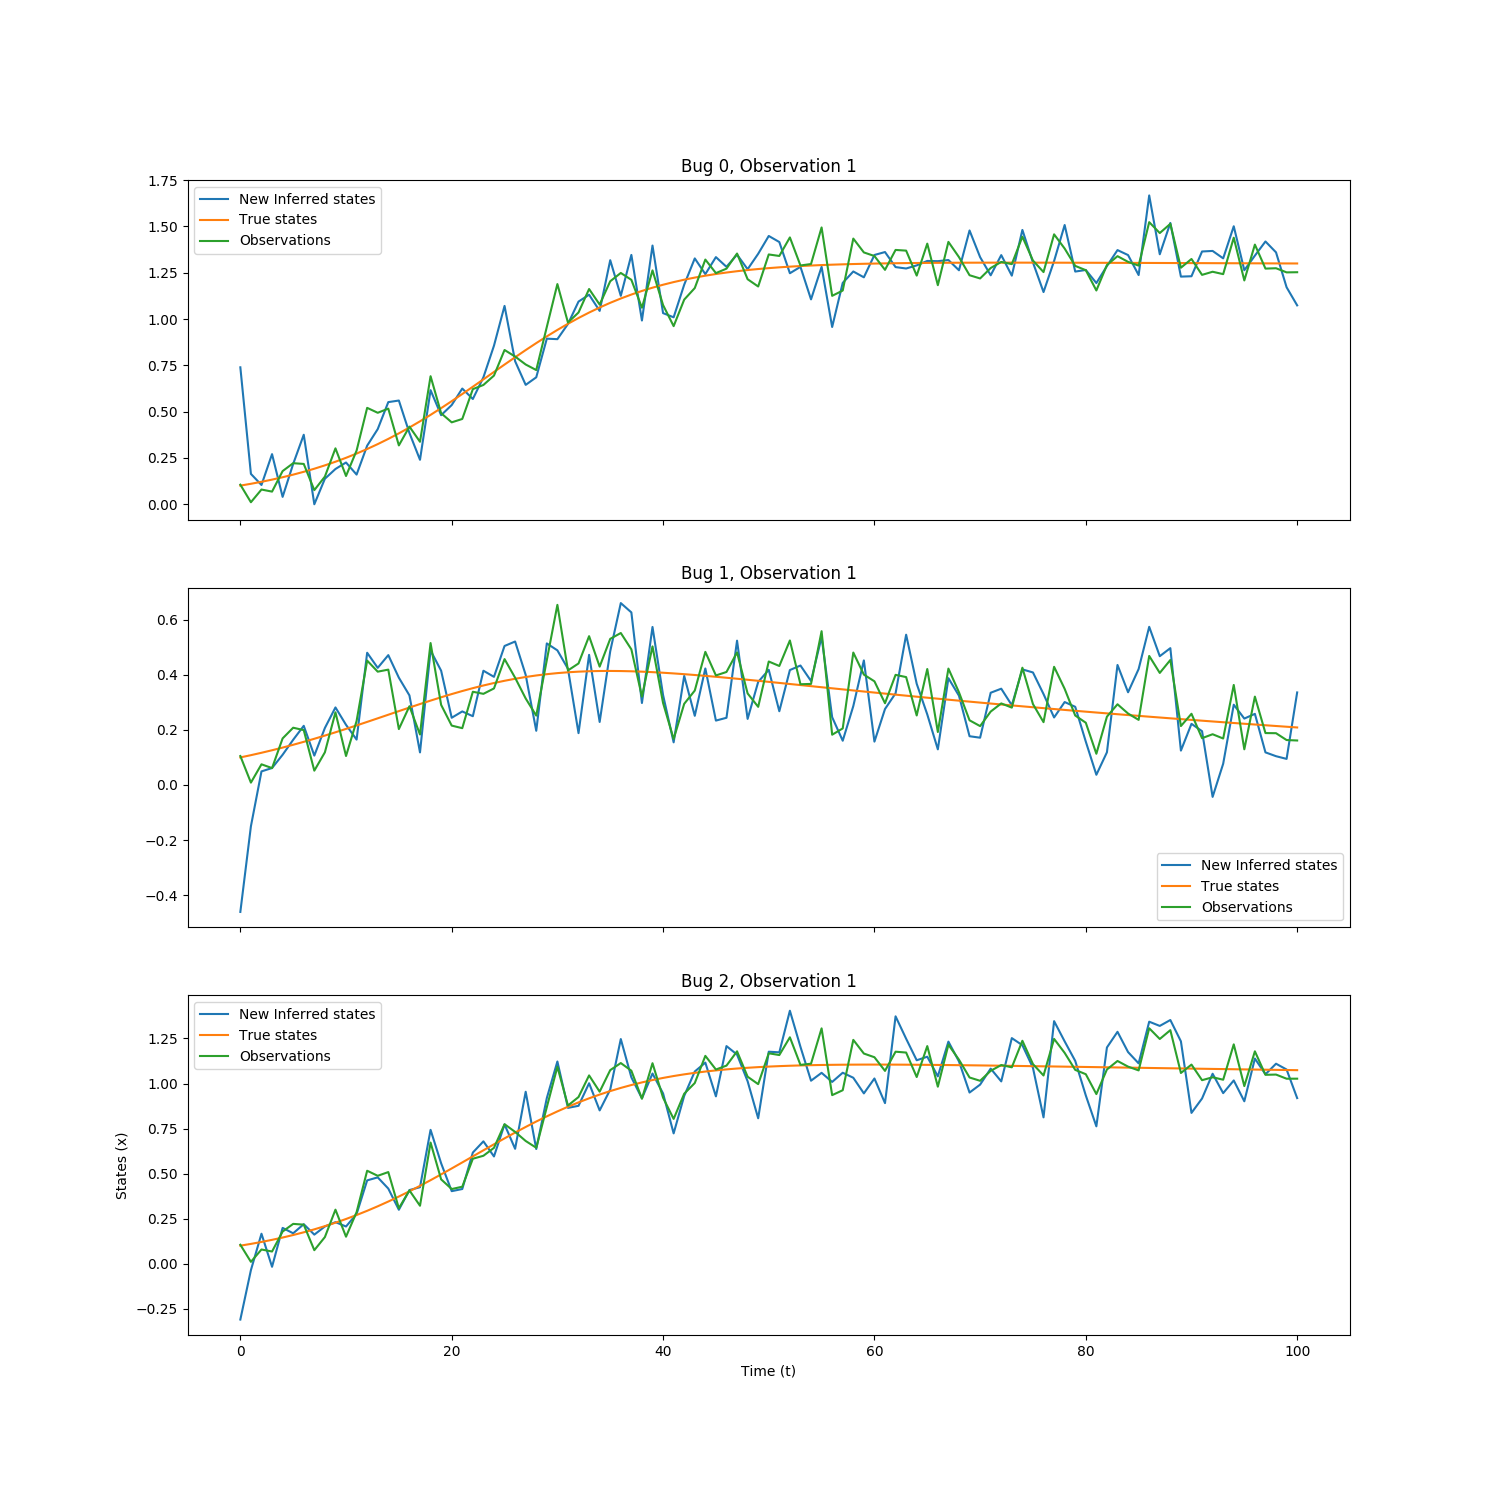 Bug 0, Observation 1
1.75
1.50
1.25
1.00
0.75
0.50
0.25
0.00
New Inferred states
True states
Observations
Bug 1, Observation 1
0.6
0.4
0.2
0.0
−0.2
−0.4
New Inferred states
True states
Observations
Bug 2, Observation 1
States (x)
1.25
1.00
0.75
0.50
0.25
0.00
−0.25
New Inferred states
True states
Observations
0 20 40 60 80 100
Time (t)